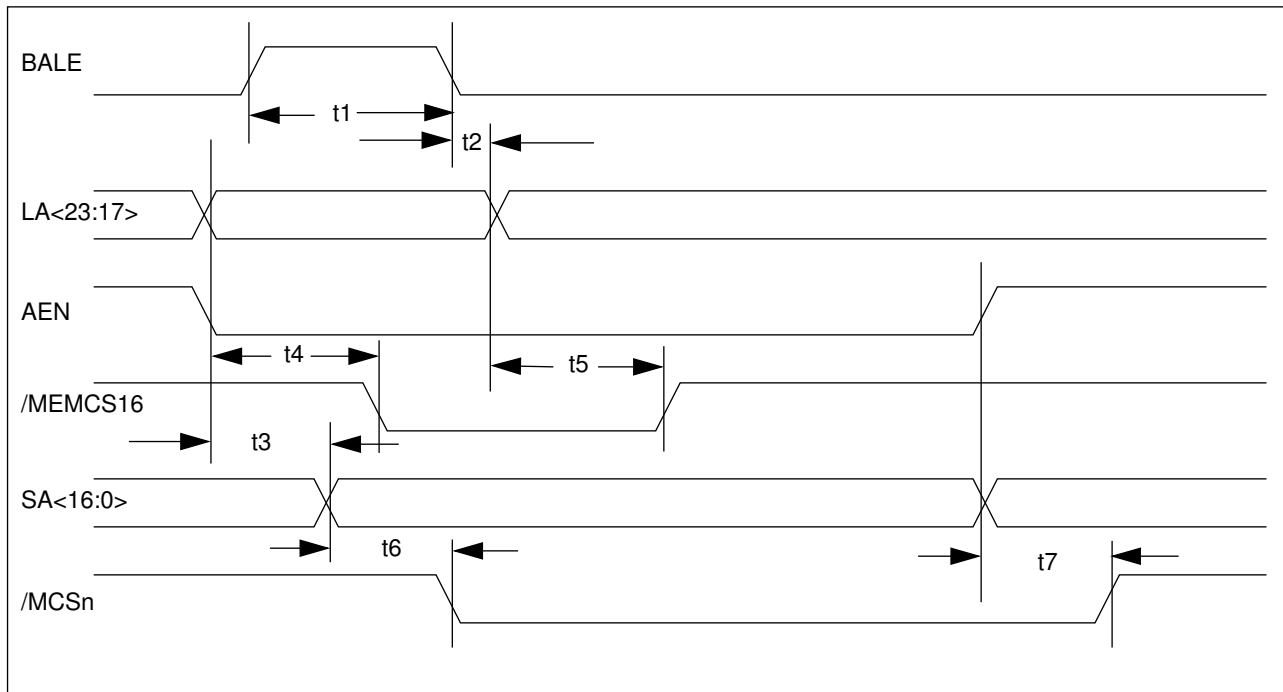 BALE
t1
t2
LA<23:17>
AEN
t4
t5
/MEMCS16
t3
SA<16:0>
t6
t7
/MCSn